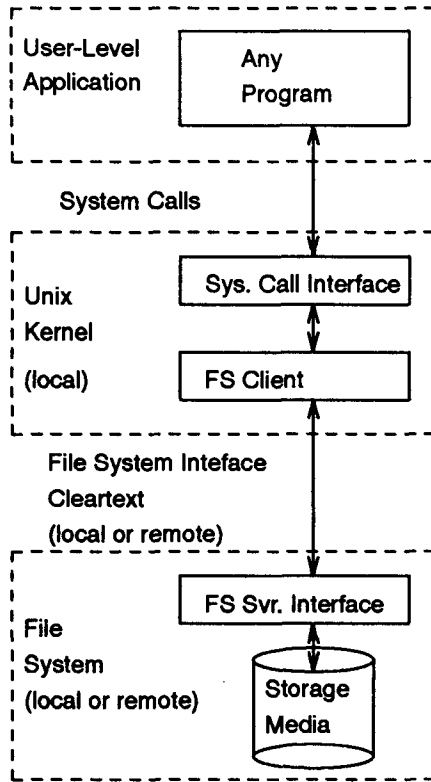 User-Level
Application
Any
Program
System Calls
Unix
Kernel
(local)
Sys. Call Interface
FS Client
File System Inteface
Cleartext
(local or remote)
File
System
(local or remote)
FS Svr. Interface
Storage
Media